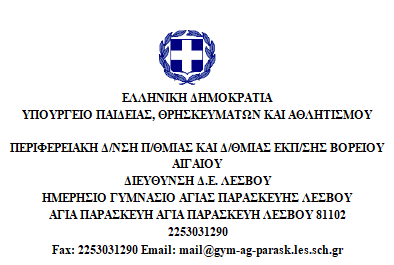 ΕΛΛΗΝΙΚΗ ΔΗΜΟΚΡΑΤΙΑ
ΥΠΟΥΡΓΕΙΟ ΠΑΙΔΕΙΑΣ, ΘΡΗΣΚΕΥΜΑΤΩΝ ΚΑΙ ΑΘΛΗΤΙΣΜΟΥ
ΠΕΡΙΦΕΡΕΙΑΚΗ Δ/ΝΣΗ Π/ΘΜΙΑΣ ΚΑΙ Δ/ΘΜΙΑΣ ΕΚΠ/ΣΗΣ ΒΟΡΕΙΟΥ
ΑΙΓΑΙΟΥ
ΔΙΕΥΘΥΝΣΗ Δ.Ε. ΛΕΣΒΟΥ
ΗΜΕΡΗΣΙΟ ΓΥΜΝΑΣΙΟ ΑΓΙΑΣ ΠΑΡΑΣΚΕΥΗΣ ΛΕΣΒΟΥ
ΑΓΙΑ ΠΑΡΑΣΚΕΥΗ ΑΓΙΑ ΠΑΡΑΣΚΕΥΗ ΛΕΣΒΟΥ 81102
2253031290
Fax: 2253031290 Email: mail@gym-ag-parask.les.sch.gr